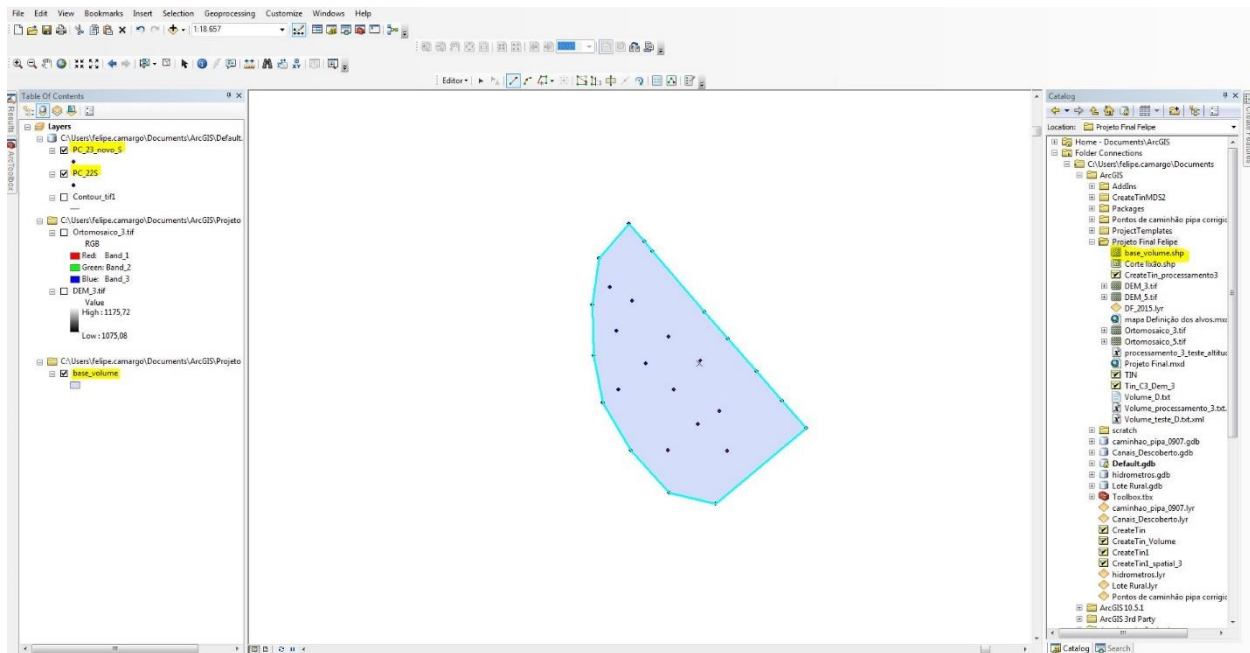 File Edit View Bookmarks Insert Selection Geoprocessing Customize Windows Help
1:18.657
Editor
Table Of Contents
Layers
C:\Users\felipe.camargo\Documents\ArcGIS\Default.
PC_23_novo_S
PC_22S
Contour_tif1
C:\Users\felipe.camargo\Documents\ArcGIS\Projeto
Ortomosaico_3.tif
RGB
Red: Band_1
Green: Band_2
Blue: Band_3
DEM_3.tif
Value
High : 1175,72
Low : 1075,08
C:\Users\felipe.camargo\Documents\ArcGIS\Projeto
base_volume
Results
ArcToolbox
Catalog
Location: Projeto Final Felipe
Home - Documents\ArcGIS
Folder Connections
C:\Users\felipe.camargo\Documents
ArcGIS
AddIns
CreateTinMDS2
Packages
Pontos de caminhão pipa corrigic
ProjectTemplates
Projeto Final Felipe
base_volume.shp
Corte lixão.shp
CreateTin_processamento3
DEM_3.tif
DEM_5.tif
DF_2015.lyr
mapa Definição dos alvos.mxd
Ortomosaico_3.tif
Ortomosaico_5.tif
processamento_3_teste_altituc
Projeto Final.mxd
TIN
Tin_C3_Dem_3
Volume_D.txt
Volume_processamento_3.txt.
Volume_teste_D.txt.xml
scratch
caminhao_pipa_0907.gdb
Canais_Descoberto.gdb
Default.gdb
hidrometros.gdb
Lote Rural.gdb
Toolbox.tbx
caminhao_pipa_0907.lyr
Canais_Descoberto.lyr
CreateTin
CreateTin_Volume
CreateTin1
CreateTin1_spatial_3
hidrometros.lyr
Lote Rural.lyr
Pontos de caminhão pipa corrigic
ArcGIS 10.5.1
ArcGIS 3rd Party
Catalog Search
Create Features